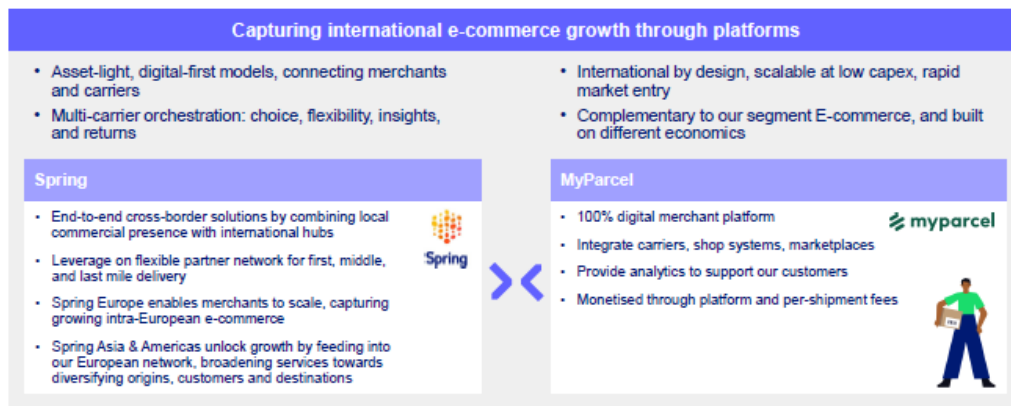 Capturing international e-commerce growth through platforms
• Asset-light, digital-first models, connecting merchants
and carriers
• Multi-carrier orchestration: choice, flexibility, insights,
and returns
• International by design, scalable at low capex, rapid
market entry
• Complementary to our segment E-commerce, and built
on different economics
Spring
• End-to-end cross-border solutions by combining local
commercial presence with international hubs
• Leverage on flexible partner network for first, middle,
and last mile delivery
• Spring Europe enables merchants to scale, capturing
growing intra-European e-commerce
• Spring Asia & Americas unlock growth by feeding into
our European network, broadening services towards
diversifying origins, customers and destinations
Spring
MyParcel
• 100% digital merchant platform
• Integrate carriers, shop systems, marketplaces
• Provide analytics to support our customers
• Monetised through platform and per-shipment fees
myparcel